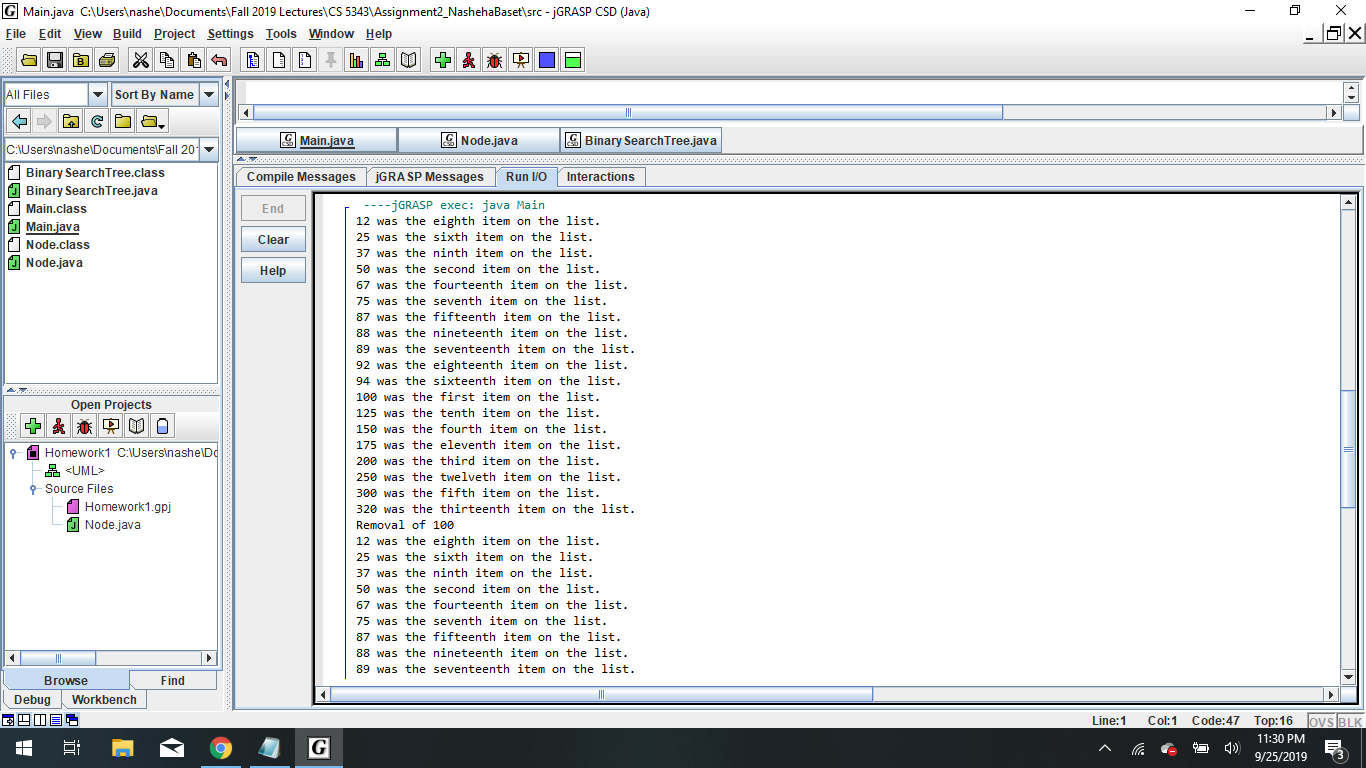 Main.java C:\Users\nashe\Documents\Fall 2019 Lectures\CS 5343\Assignment2_NashehaBaset\src - jGRASP CSD (Java)
File Edit View Build Project Settings Tools Window Help
All Files Sort By Name
C:\Users\nashe\Documents\Fall 201
BinarySearchTree.class
BinarySearchTree.java
Main.class
Main.java
Node.class
Node.java
Open Projects
Homework1 C:\Users\nashe\Do
<UML>
Source Files
Homework1.gpj
Node.java
Browse Find
Debug Workbench
Main.java Node.java BinarySearchTree.java
Compile Messages jGRASP Messages Run I/O Interactions
End
Clear
Help
----jGRASP exec: java Main
12 was the eighth item on the list.
25 was the sixth item on the list.
37 was the ninth item on the list.
50 was the second item on the list.
67 was the fourteenth item on the list.
75 was the seventh item on the list.
87 was the fifteenth item on the list.
88 was the nineteenth item on the list.
89 was the seventeenth item on the list.
92 was the eighteenth item on the list.
94 was the sixteenth item on the list.
100 was the first item on the list.
125 was the tenth item on the list.
150 was the fourth item on the list.
175 was the eleventh item on the list.
200 was the third item on the list.
250 was the twelveth item on the list.
300 was the fifth item on the list.
320 was the thirteenth item on the list.
Removal of 100
12 was the eighth item on the list.
25 was the sixth item on the list.
37 was the ninth item on the list.
50 was the second item on the list.
67 was the fourteenth item on the list.
75 was the seventh item on the list.
87 was the fifteenth item on the list.
88 was the nineteenth item on the list.
89 was the seventeenth item on the list.
Line:1 Col:1 Code:47 Top:16 OVS BLK
11:30 PM
9/25/2019
3